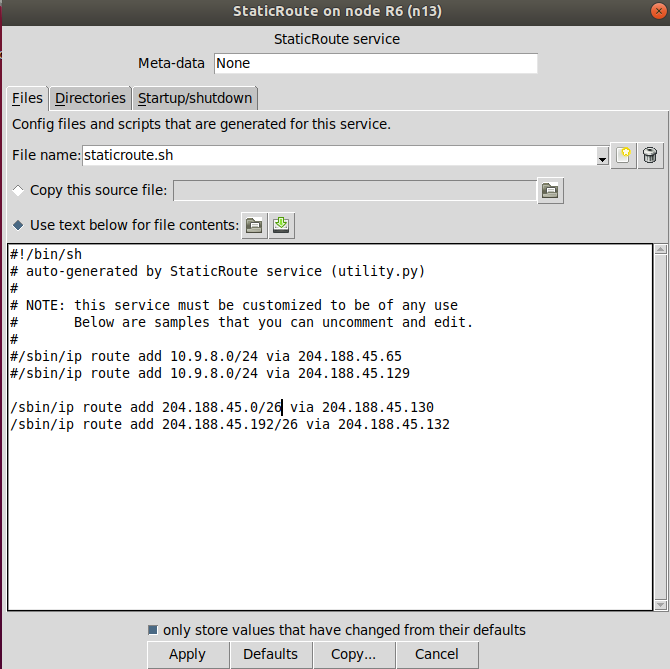 StaticRoute on node R6 (n13)
StaticRoute service
Meta-data None
Files Directories Startup/shutdown
Config files and scripts that are generated for this service.
File name: staticroute.sh
Copy this source file:
Use text below for file contents:
#!/bin/sh
# auto-generated by StaticRoute service (utility.py)
#
# NOTE: this service must be customized to be of any use
#       Below are samples that you can uncomment and edit.
#
#/sbin/ip route add 10.9.8.0/24 via 204.188.45.65
#/sbin/ip route add 10.9.8.0/24 via 204.188.45.129
/sbin/ip route add 204.188.45.0/26 via 204.188.45.130
/sbin/ip route add 204.188.45.192/26 via 204.188.45.132
only store values that have changed from their defaults
Apply Defaults Copy... Cancel